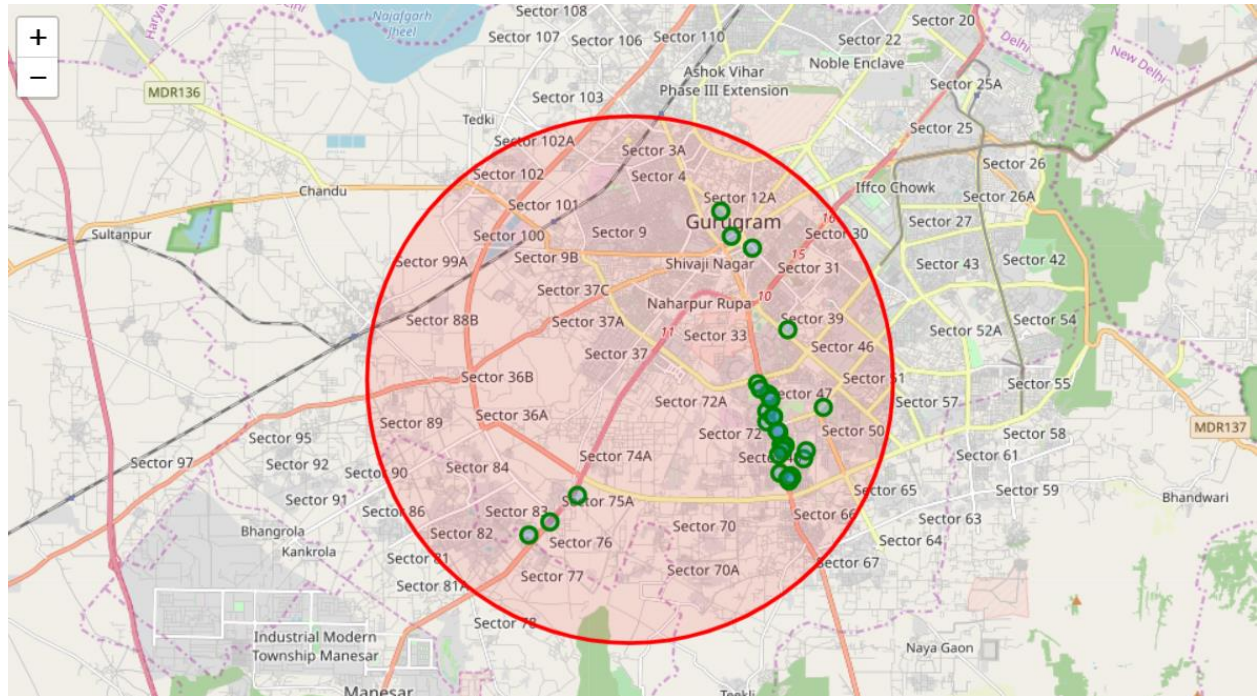 +
−
Najafgarh
Jheel
Sector 108
Sector 107
Sector 106
Sector 110
Sector 20
Sector 22
Delhi
Delhi
New Delhi
Noble Enclave
Ashok Vihar
Phase III Extension
Sector 25A
MDR136
Sector 103
Tedki
Sector 102A
Sector 3A
Sector 25
Sector 26
Sector 102
Sector 4
Iffco Chowk
Chandu
Sector 12A
Sector 26A
Sector 101
16
Sultanpur
Sector 100
Sector 9
Gurugram
Sector 30
Sector 27
15
Sector 99A
Sector 9B
Shivaji Nagar
Sector 31
Sector 43
Sector 42
Sector 37C
10
Naharpur Rupa
Sector 88B
Sector 37A
11
Sector 33
Sector 39
Sector 52A
Sector 54
Sector 46
Sector 37
Sector 36B
Sector 55
Sector 47
Sector 72A
Sector 57
Sector 36A
Sector 89
Sector 72
Sector 50
Sector 58
MDR137
Sector 95
Sector 74A
Sector 61
Sector 97
Sector 92
Sector 90
Sector 84
Sector 65
Sector 59
Sector 91
Sector 75A
Bhandwari
Sector 86
Sector 83
Sector 66
Sector 63
Bhangrola
Sector 82
Sector 70
Sector 76
Sector 64
Kankrola
Sector 81
Sector 67
Sector 77
Sector 70A
Sector 81A
Sector 78
Industrial Modern
Township Manesar
Naya Gaon
Manesar